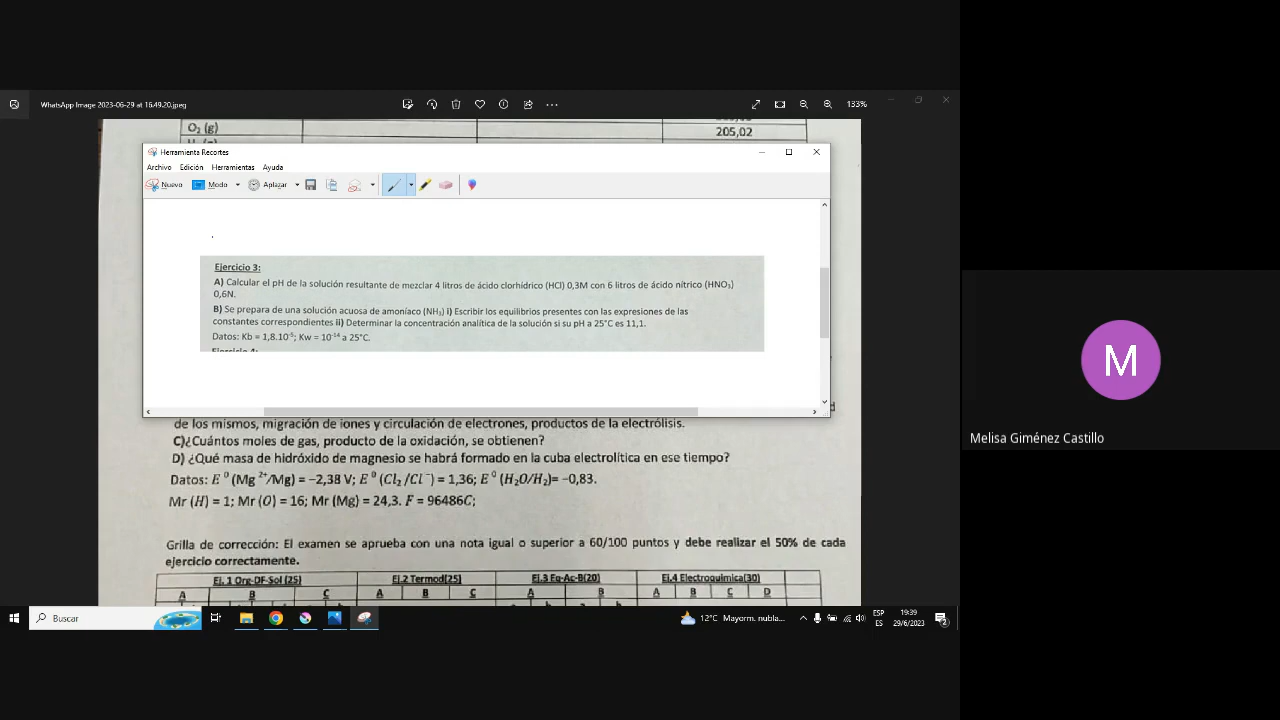 WhatsApp Image 2023-06-29 at 16.49.20.jpeg
133%
O₂ (g)
205,02
Herramienta Recortes
Archivo Edición Herramientas Ayuda
Nuevo Modo Aplazar
Ejercicio 3:
A) Calcular el pH de la solución resultante de mezclar 4 litros de ácido clorhídrico (HCl) 0,3M con 6 litros de ácido nítrico (HNO₃)
0,6N.
B) Se prepara de una solución acuosa de amoníaco (NH₃) i) Escribir los equilibrios presentes con las expresiones de las
constantes correspondientes ii) Determinar la concentración analítica de la solución si su pH a 25°C es 11,1.
Datos: Kb = 1,8.10⁻⁵; Kw = 10⁻¹⁴ a 25°C.
Ejercicio 4:
de los mismos, migración de iones y circulación de electrones, productos de la electrólisis.
C)¿Cuántos moles de gas, producto de la oxidación, se obtienen?
D) ¿Qué masa de hidróxido de magnesio se habrá formado en la cuba electrolítica en ese tiempo?
Datos: E⁰ (Mg²⁺/Mg) = −2,38 V; E⁰ (Cl₂/Cl⁻) = 1,36; E⁰ (H₂O/H₂)= −0,83.
Mr (H) = 1; Mr (O) = 16; Mr (Mg) = 24,3. F = 96486C;
Grilla de corrección: El examen se aprueba con una nota igual o superior a 60/100 puntos y debe realizar el 50% de cada
ejercicio correctamente.
Ej. 1 Org-DF-Sol (25) Ej.2 Termod(25) Ej.3 Eq-Ac-B(20) Ej.4 Electroquimica(30)
A B C A B C A B A B C D
M
Melisa Giménez Castillo
Buscar
12°C Mayorm. nubla...
ESP
ES
19:39
29/6/2023
2